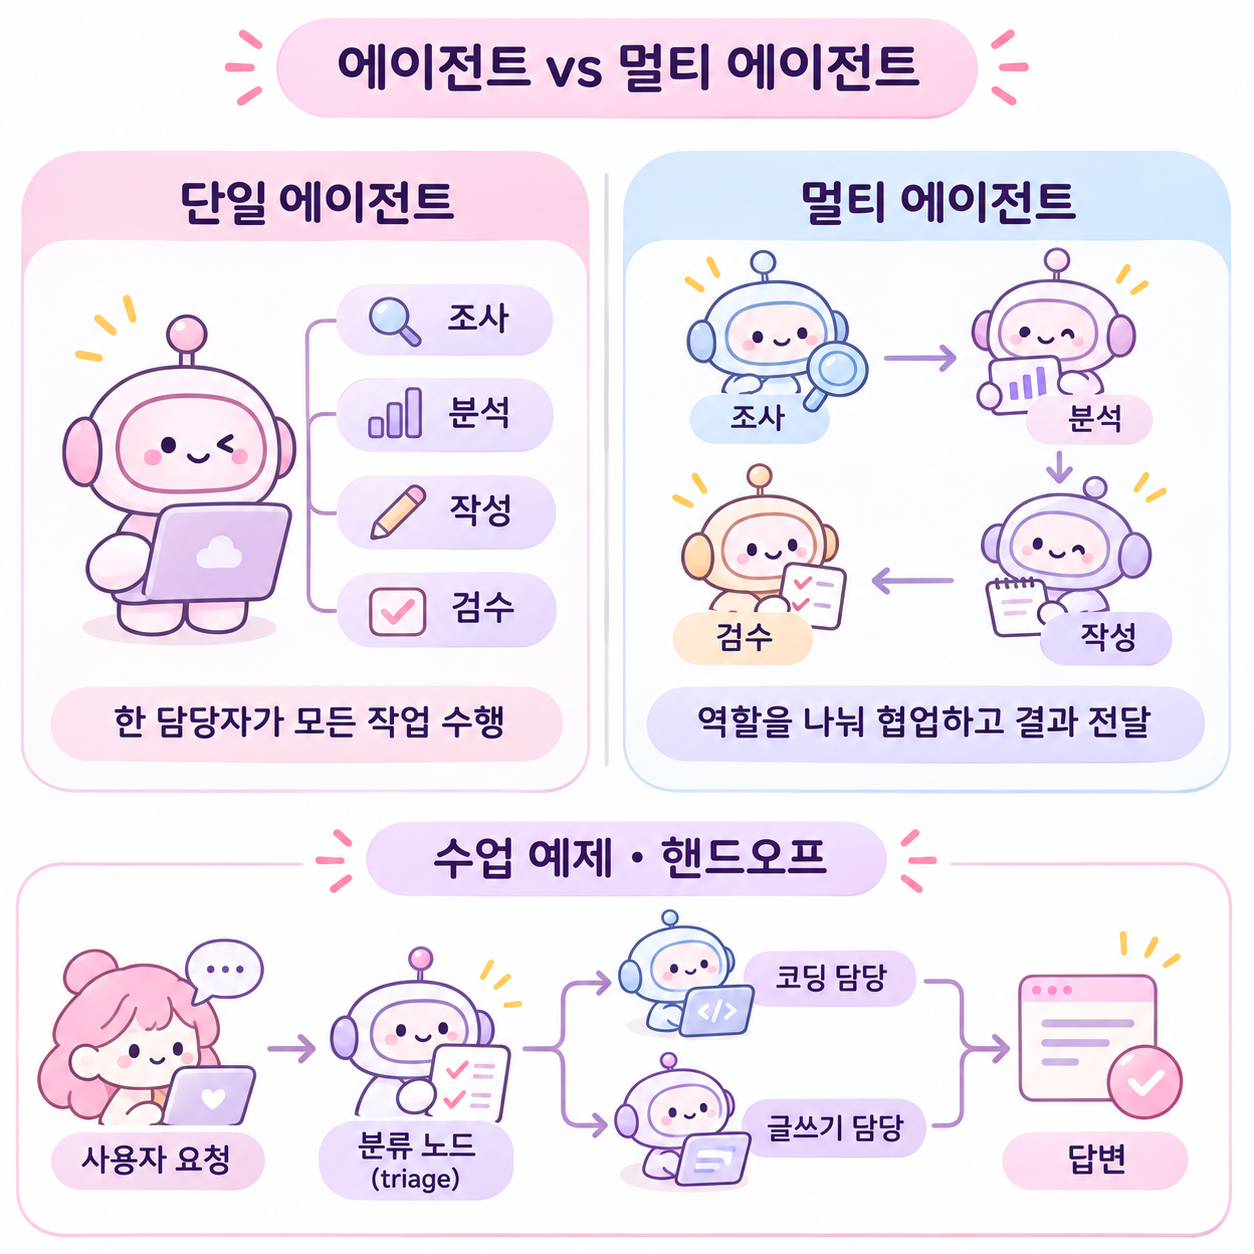 에이전트 vs 멀티 에이전트
단일 에이전트
조사
분석
작성
검수
한 담당자가 모든 작업 수행
멀티 에이전트
조사
분석
검수
작성
역할을 나눠 협업하고 결과 전달
수업 예제 • 핸드오프
사용자 요청
분류 노드
(triage)
</>
코딩 담당
글쓰기 담당
답변